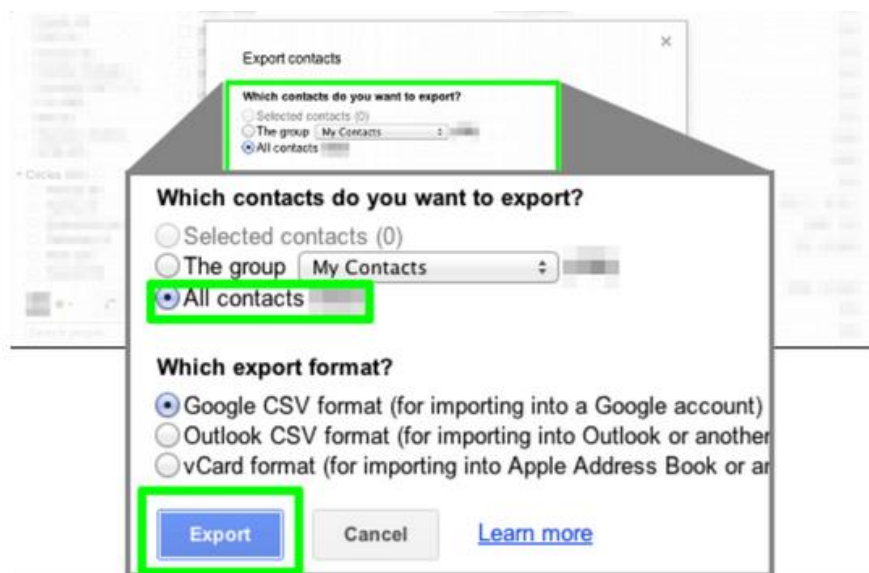 Export contacts
Which contacts do you want to export?
Selected contacts (0)
The group My Contacts
All contacts
Circles
Which contacts do you want to export?
Selected contacts (0)
The group My Contacts
All contacts
Search people
Which export format?
Google CSV format (for importing into a Google account)
Outlook CSV format (for importing into Outlook or another
vCard format (for importing into Apple Address Book or
Export Cancel Learn more